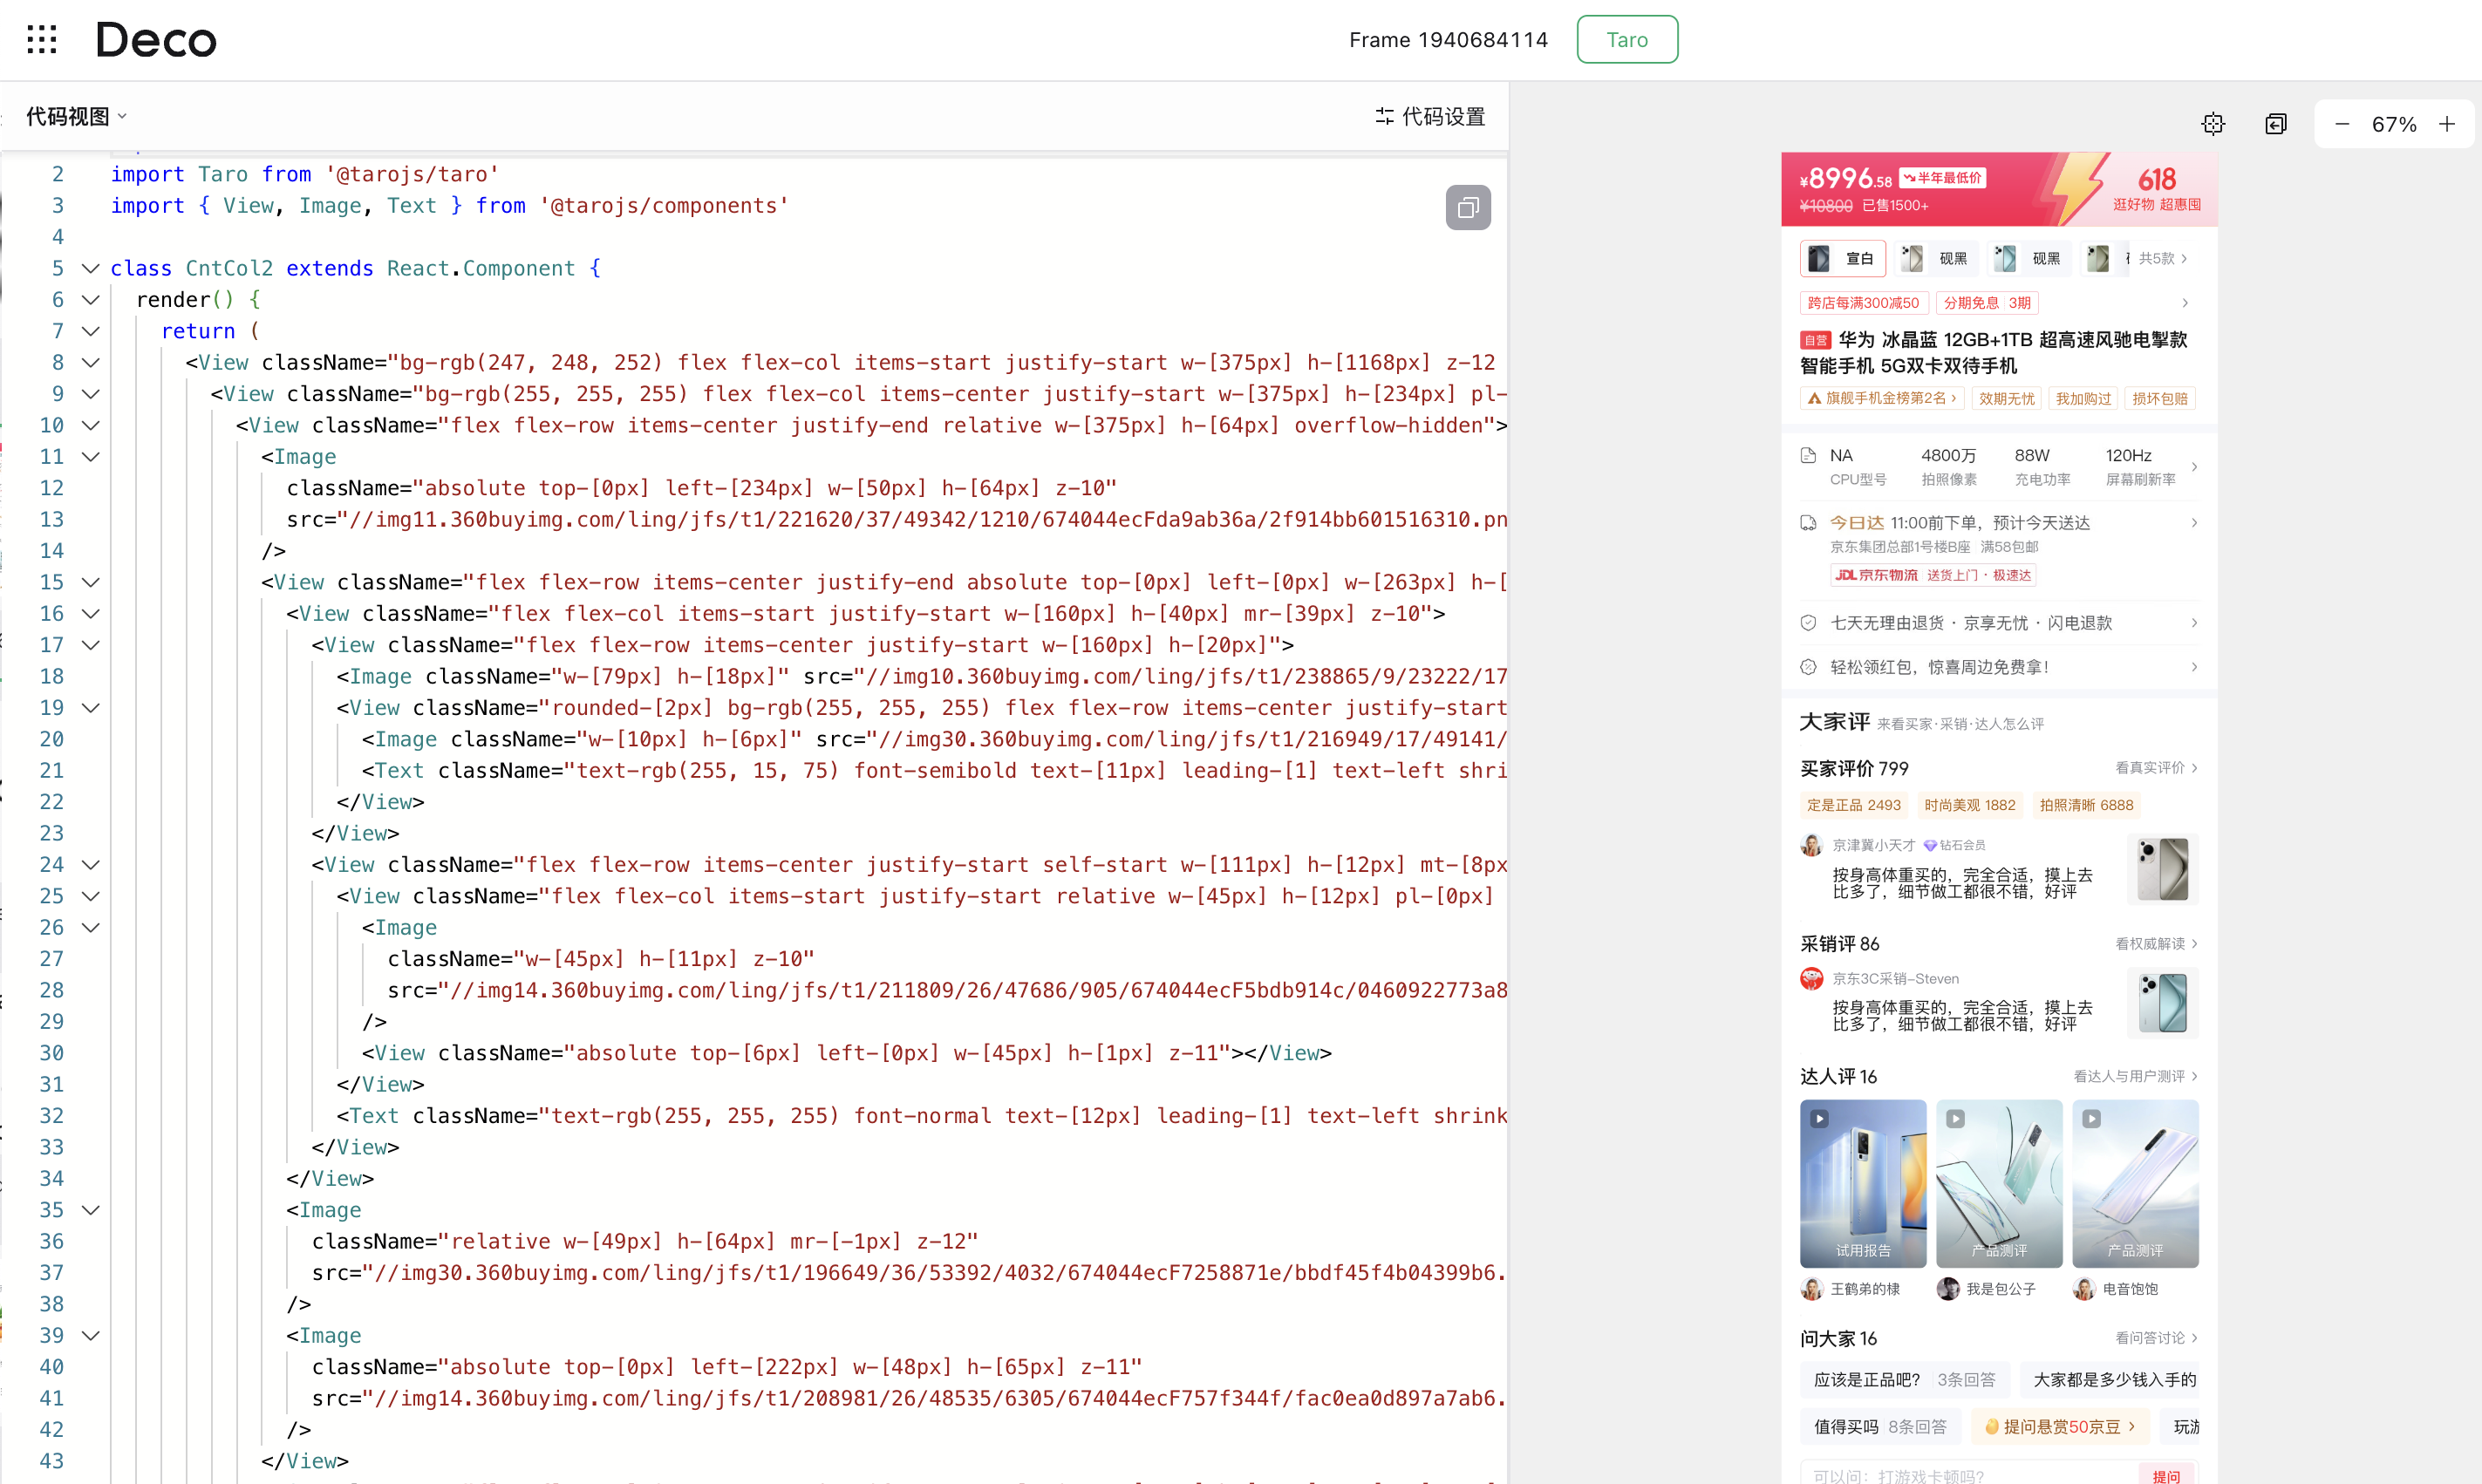 Deco
Frame 1940684114
Taro
代码视图
代码设置
67%
2 import Taro from '@tarojs/taro'
3 import { View, Image, Text } from '@tarojs/components'
4
5 class CntCol2 extends React.Component {
6 render() {
7 return (
8 <View className="bg-rgb(247, 248, 252) flex flex-col items-start justify-start w-[375px] h-[1168px] z-12
9 <View className="bg-rgb(255, 255, 255) flex flex-col items-center justify-start w-[375px] h-[234px] pl-
10 <View className="flex flex-row items-center justify-end relative w-[375px] h-[64px] overflow-hidden">
11 <Image
12 className="absolute top-[0px] left-[234px] w-[50px] h-[64px] z-10"
13 src="//img11.360buyimg.com/ling/jfs/t1/221620/37/49342/1210/674044ecFda9ab36a/2f914bb601516310.pn
14 />
15 <View className="flex flex-row items-center justify-end absolute top-[0px] left-[0px] w-[263px] h-[
16 <View className="flex flex-col items-start justify-start w-[160px] h-[40px] mr-[39px] z-10">
17 <View className="flex flex-row items-center justify-start w-[160px] h-[20px]">
18 <Image className="w-[79px] h-[18px]" src="//img10.360buyimg.com/ling/jfs/t1/238865/9/23222/17
19 <View className="rounded-[2px] bg-rgb(255, 255, 255) flex flex-row items-center justify-start
20 <Image className="w-[10px] h-[6px]" src="//img30.360buyimg.com/ling/jfs/t1/216949/17/49141/
21 <Text className="text-rgb(255, 15, 75) font-semibold text-[11px] leading-[1] text-left shri
22 </View>
23 </View>
24 <View className="flex flex-row items-center justify-start self-start w-[111px] h-[12px] mt-[8px
25 <View className="flex flex-col items-start justify-start relative w-[45px] h-[12px] pl-[0px]
26 <Image
27 className="w-[45px] h-[11px] z-10"
28 src="//img14.360buyimg.com/ling/jfs/t1/211809/26/47686/905/674044ecF5bdb914c/0460922773a8
29 />
30 <View className="absolute top-[6px] left-[0px] w-[45px] h-[1px] z-11"></View>
31 </View>
32 <Text className="text-rgb(255, 255, 255) font-normal text-[12px] leading-[1] text-left shrink
33 </View>
34 </View>
35 <Image
36 className="relative w-[49px] h-[64px] mr-[-1px] z-12"
37 src="//img30.360buyimg.com/ling/jfs/t1/196649/36/53392/4032/674044ecF7258871e/bbdf45f4b04399b6.
38 />
39 <Image
40 className="absolute top-[0px] left-[222px] w-[48px] h-[65px] z-11"
41 src="//img14.360buyimg.com/ling/jfs/t1/208981/26/48535/6305/674044ecF757f344f/fac0ea0d897a7ab6.
42 />
43 </View>
¥8996.58 半年最低价
618
¥10800 已售1500+
逛好物 超惠囤
宣白 砚黑 砚黑 共5款
跨店每满300减50 分期免息 3期
自营 华为 冰晶蓝 12GB+1TB 超高速风驰电掣款
智能手机 5G双卡双待手机
旗舰手机金榜第2名 效期无忧 我加购过 损坏包赔
NA 4800万 88W 120Hz
CPU型号 拍照像素 充电功率 屏幕刷新率
今日达 11:00前下单，预计今天送达
京东集团总部1号楼B座 满58包邮
JDL京东物流 送货上门 · 极速达
七天无理由退货 · 京享无忧 · 闪电退款
轻松领红包，惊喜周边免费拿！
大家评 来看买家·采销·达人怎么评
买家评价 799 看真实评价
定是正品 2493 时尚美观 1882 拍照清晰 6888
京津冀小天才 钻石会员
按身高体重买的，完全合适，摸上去
比多了，细节做工都很不错，好评
采销评 86 看权威解读
京东3C采销-Steven
按身高体重买的，完全合适，摸上去
比多了，细节做工都很不错，好评
达人评 16 看达人与用户测评
试用报告 产品测评 产品测评
王鹤弟的棣 我是包公子 电音饱饱
问大家 16 看问答讨论
应该是正品吧? 3条回答 大家都是多少钱入手的
值得买吗 8条回答 提问悬赏50京豆 玩游
可以问：打游戏卡顿吗? 提问